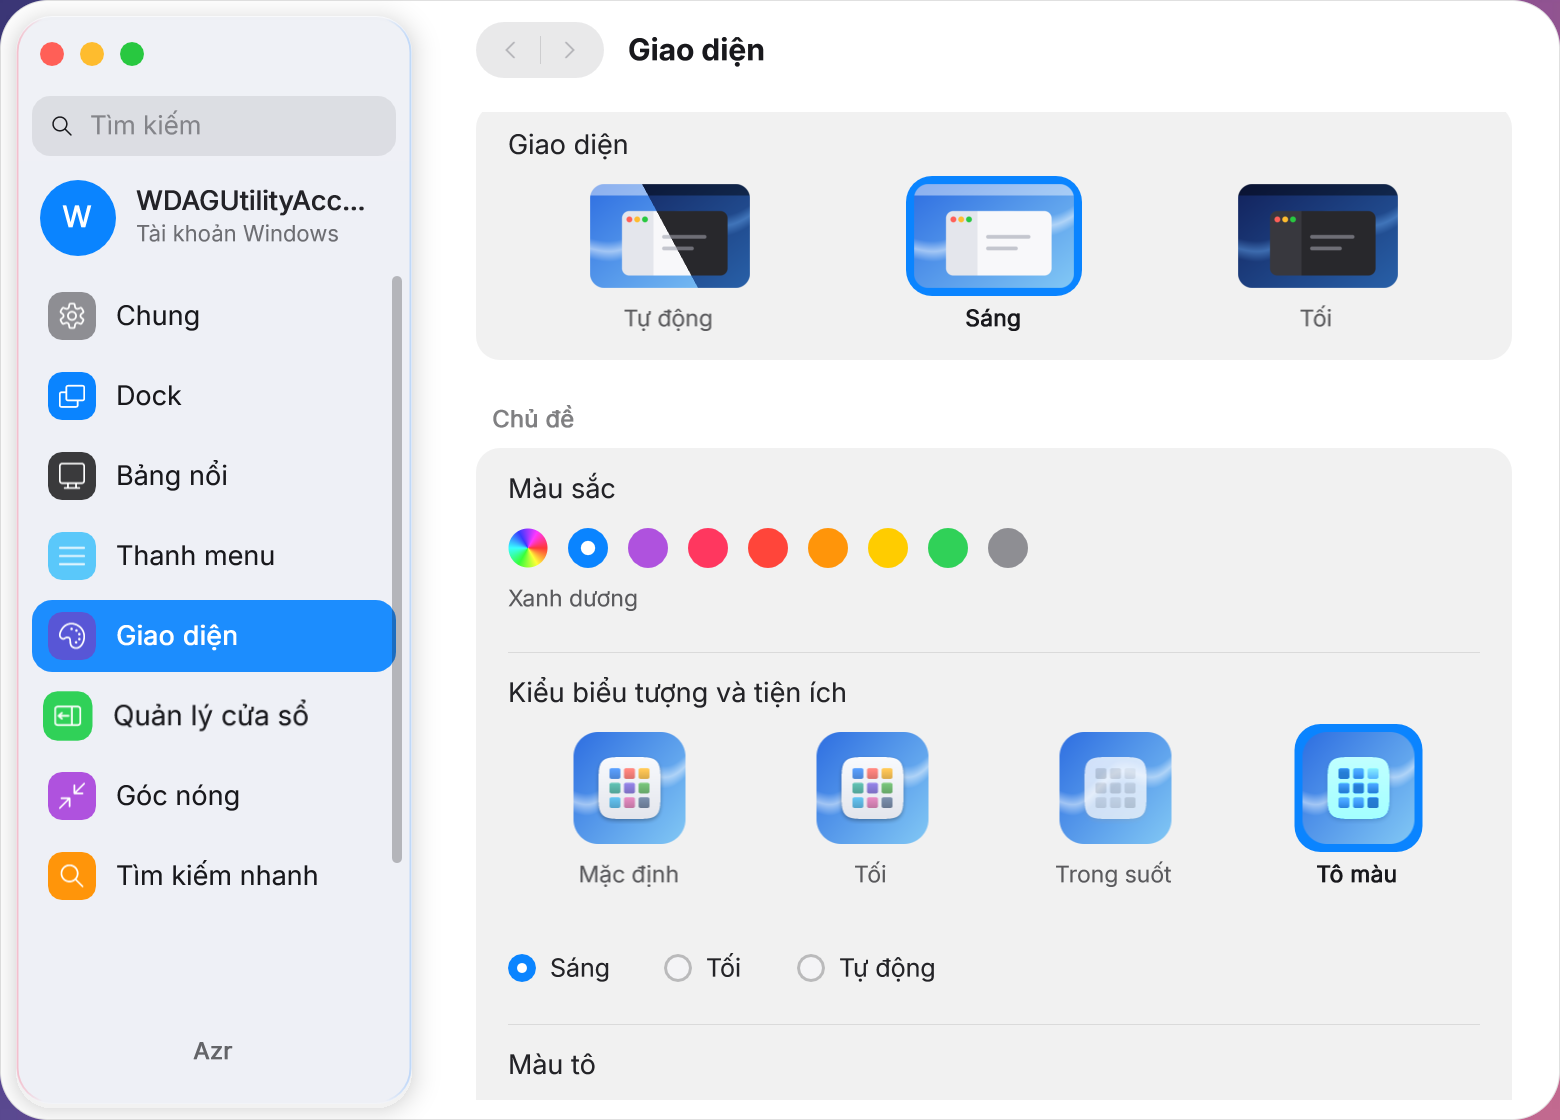 Tìm kiếm
W
WDAGUtilityAcc...
Tài khoản Windows
Chung
Dock
Bảng nổi
Thanh menu
Giao diện
Quản lý cửa sổ
Góc nóng
Tìm kiếm nhanh
Azr
Giao diện
Giao diện
Tự động
Sáng
Tối
Chủ đề
Màu sắc
Xanh dương
Kiểu biểu tượng và tiện ích
Mặc định
Tối
Trong suốt
Tô màu
Sáng
Tối
Tự động
Màu tô